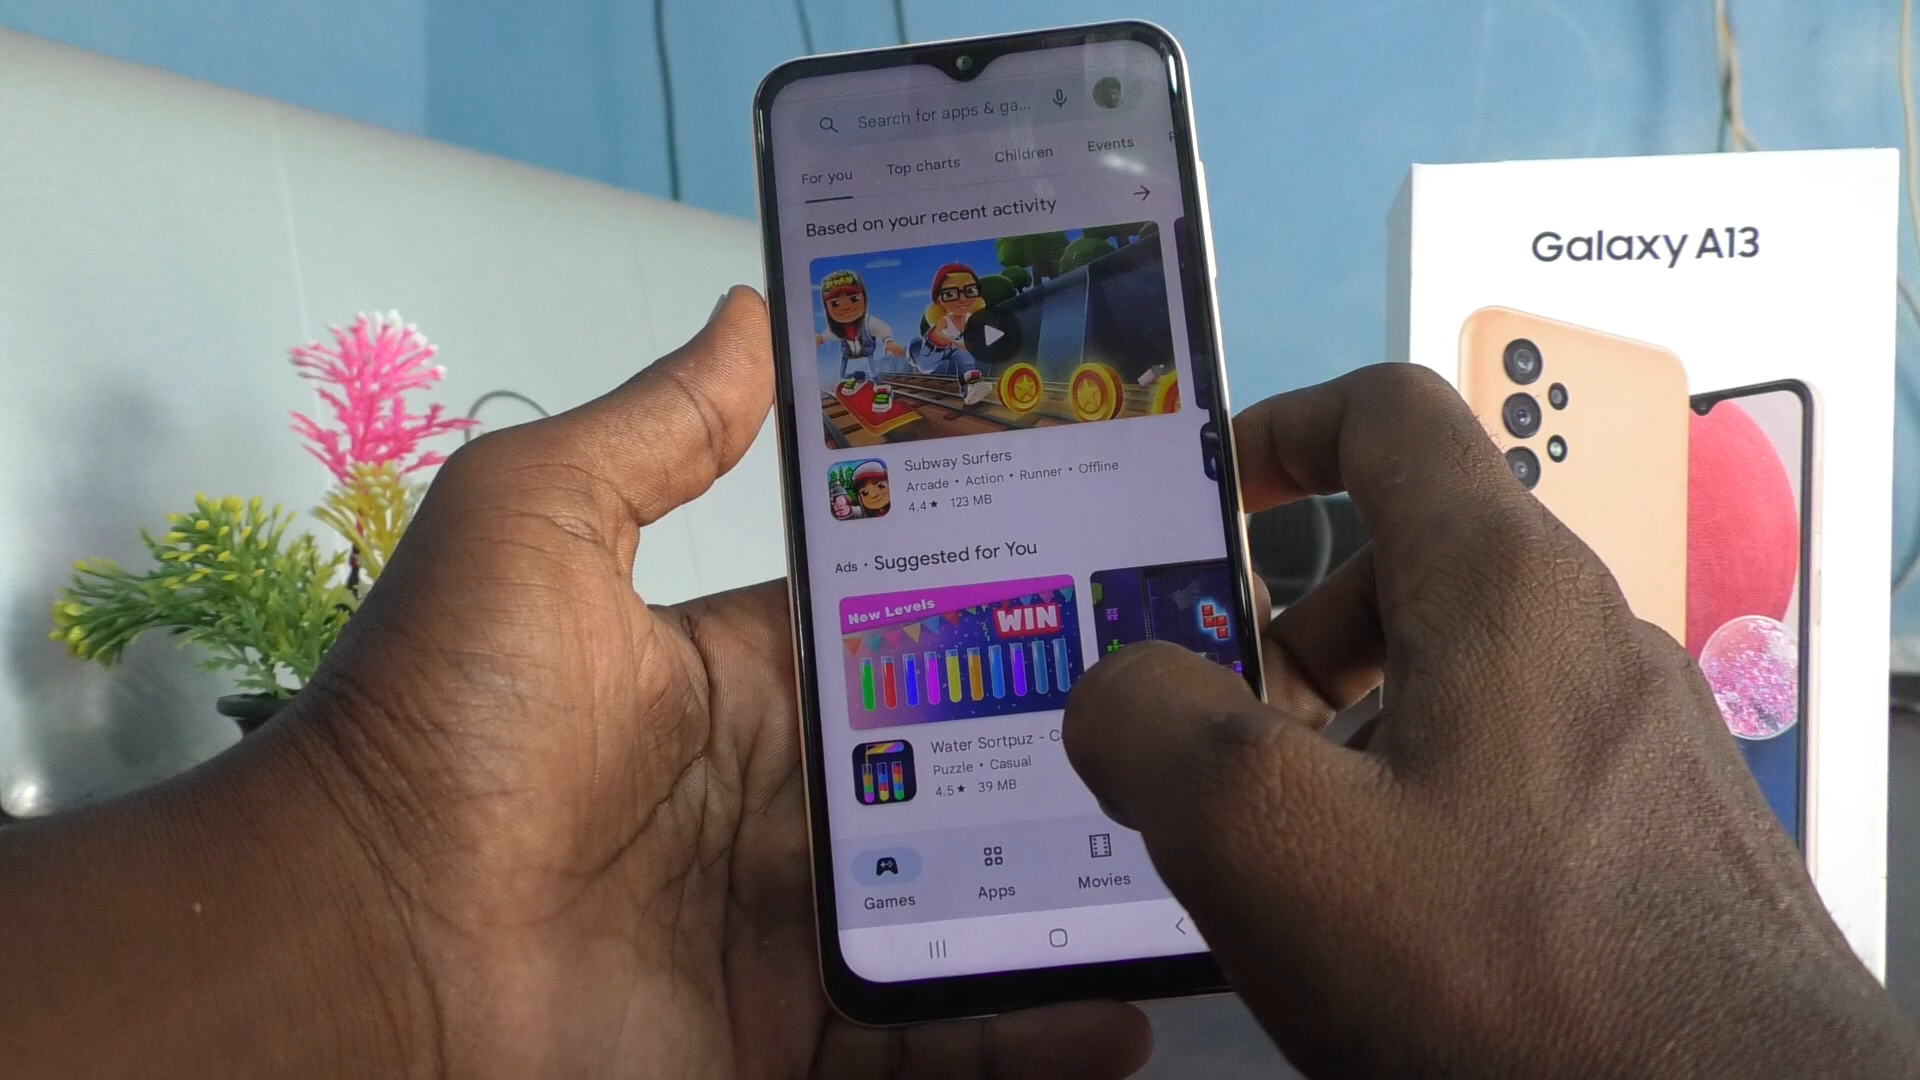 Search for apps & ga...
For you
Top charts
Children
Events
Based on your recent activity
Subway Surfers
Arcade • Action • Runner • Offline
4.4★ 123 MB
Ads • Suggested for You
New Levels
WIN
Water Sortpuz - C
Puzzle • Casual
4.5★ 39 MB
Games
Apps
Movies
Galaxy A13